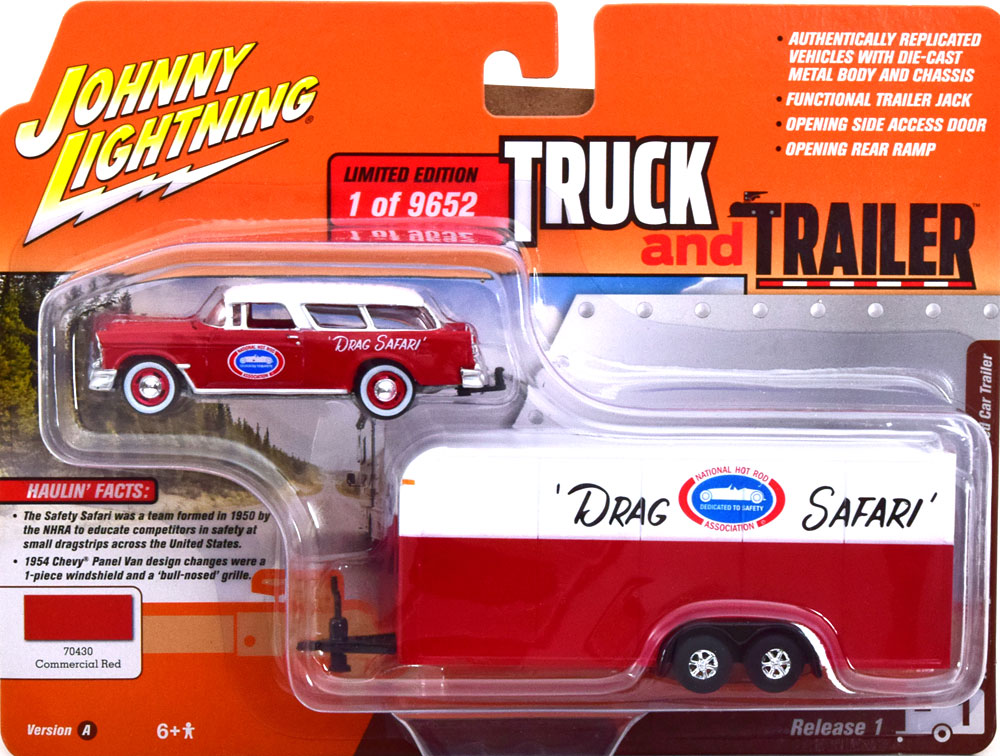 JOHNNY
LIGHTNING®
• AUTHENTICALLY REPLICATED
VEHICLES WITH DIE-CAST
METAL BODY AND CHASSIS
• FUNCTIONAL TRAILER JACK
• OPENING SIDE ACCESS DOOR
• OPENING REAR RAMP
LIMITED EDITION
1 of 9652
TRUCK
and TRAILER™
NATIONAL HOT ROD
ASSOCIATION
'DRAG SAFARI'
Car Trailer
'DRAG
NATIONAL HOT ROD
DEDICATED TO SAFETY
ASSOCIATION
SAFARI'
HAULIN' FACTS:
• The Safety Safari was a team formed in 1950 by
the NHRA to educate competitors in safety at
small dragstrips across the United States.
• 1954 Chevy® Panel Van design changes were a
1-piece windshield and a 'bull-nosed' grille.
70430
Commercial Red
Version A
6+
Release 1